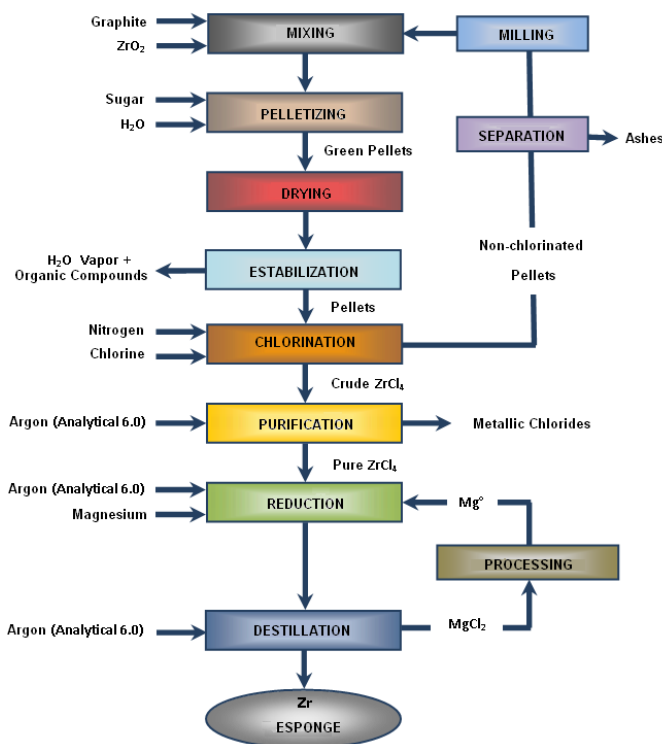 Graphite
ZrO₂
MIXING
MILLING
Sugar
H₂O
PELLETIZING
SEPARATION
Ashes
Green Pellets
DRYING
Non-chlorinated
Pellets
H₂O Vapor +
Organic Compounds
ESTABILIZATION
Pellets
Nitrogen
Chlorine
CHLORINATION
Crude ZrCl₄
Argon (Analytical 6.0)
PURIFICATION
Metallic Chlorides
Pure ZrCl₄
Argon (Analytical 6.0)
Magnesium
REDUCTION
Mg°
PROCESSING
Argon (Analytical 6.0)
DESTILLATION
MgCl₂
Zr
ESPONGE